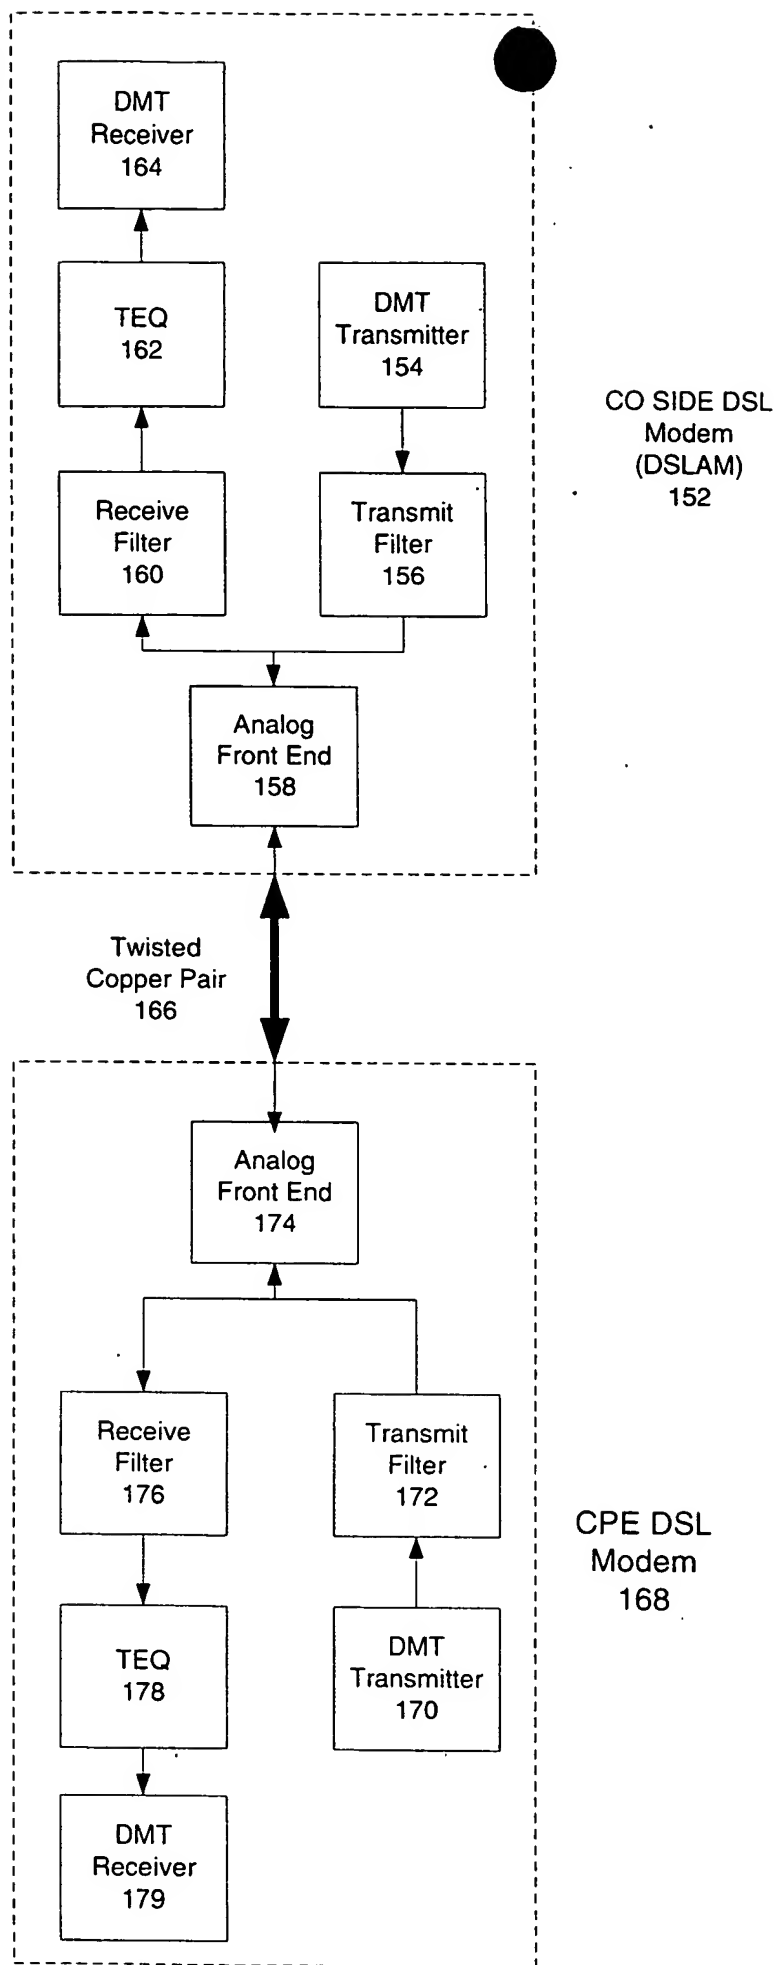 DMT
Receiver
164
TEQ
162
DMT
Transmitter
154
CO SIDE DSL
Modem
(DSLAM)
152
Receive
Filter
160
Transmit
Filter
156
Analog
Front End
158
Twisted
Copper Pair
166
Analog
Front End
174
Receive
Filter
176
Transmit
Filter
172
CPE DSL
Modem
168
TEQ
178
DMT
Transmitter
170
DMT
Receiver
179